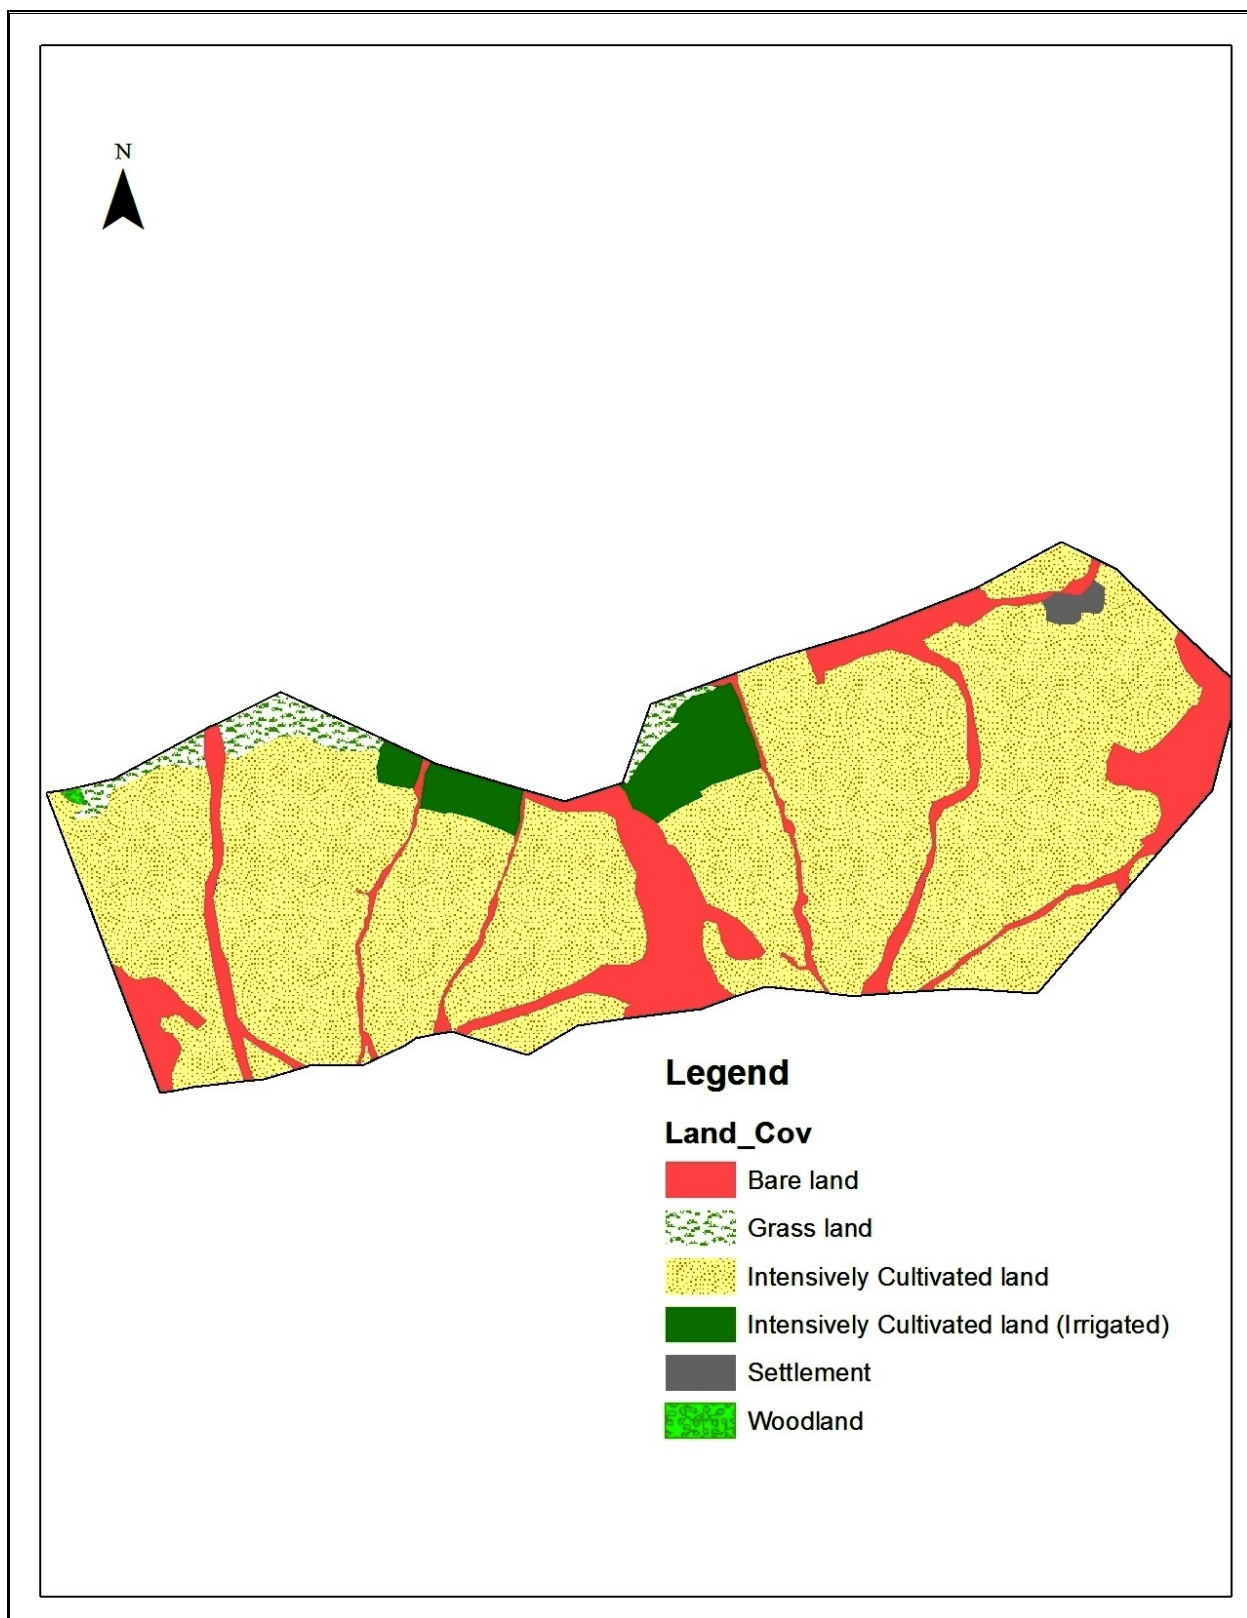 N
Legend
Land_Cov
Bare land
Grass land
Intensively Cultivated land
Intensively Cultivated land (Irrigated)
Settlement
Woodland